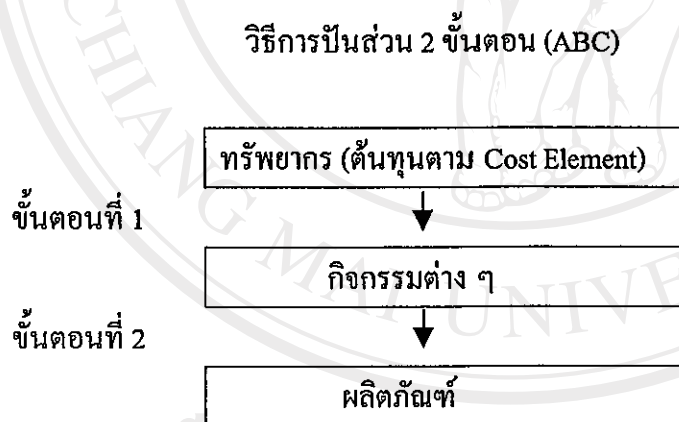 วิธีการปันส่วน 2 ขั้นตอน (ABC)
ทรัพยากร (ต้นทุนตาม Cost Element)
ขั้นตอนที่ 1
กิจกรรมต่าง ๆ
ขั้นตอนที่ 2
ผลิตภัณฑ์
CHIANG MAI UNIVE